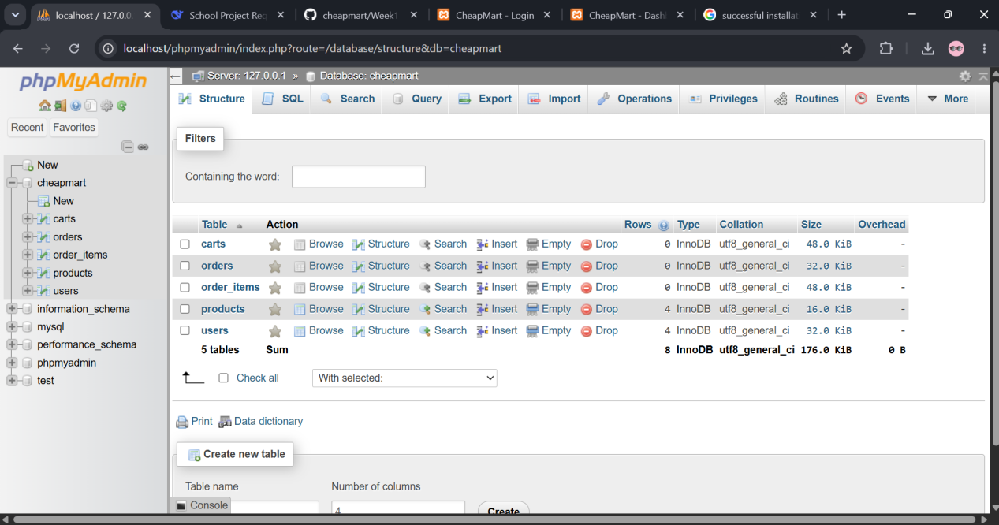 localhost / 127.0.0.
School Project Req
cheapmart/Week1
CheapMart - Login
CheapMart - Dash
successful installat
localhost/phpmyadmin/index.php?route=/database/structure&db=cheapmart
phpMyAdmin
Server: 127.0.0.1 » Database: cheapmart
Structure SQL Search Query Export Import Operations Privileges Routines Events More
Recent Favorites
New
cheapmart
New
carts
orders
order_items
products
users
information_schema
mysql
performance_schema
phpmyadmin
test
Filters
Containing the word:
Table Action Rows Type Collation Size Overhead
carts Browse Structure Search Insert Empty Drop 0 InnoDB utf8_general_ci 48.0 KiB -
orders Browse Structure Search Insert Empty Drop 0 InnoDB utf8_general_ci 32.0 KiB -
order_items Browse Structure Search Insert Empty Drop 0 InnoDB utf8_general_ci 48.0 KiB -
products Browse Structure Search Insert Empty Drop 4 InnoDB utf8_general_ci 16.0 KiB -
users Browse Structure Search Insert Empty Drop 4 InnoDB utf8_general_ci 32.0 KiB -
5 tables Sum 8 InnoDB utf8_general_ci 176.0 KiB 0 B
Check all With selected:
Print Data dictionary
Create new table
Table name Number of columns
Console 4 Create